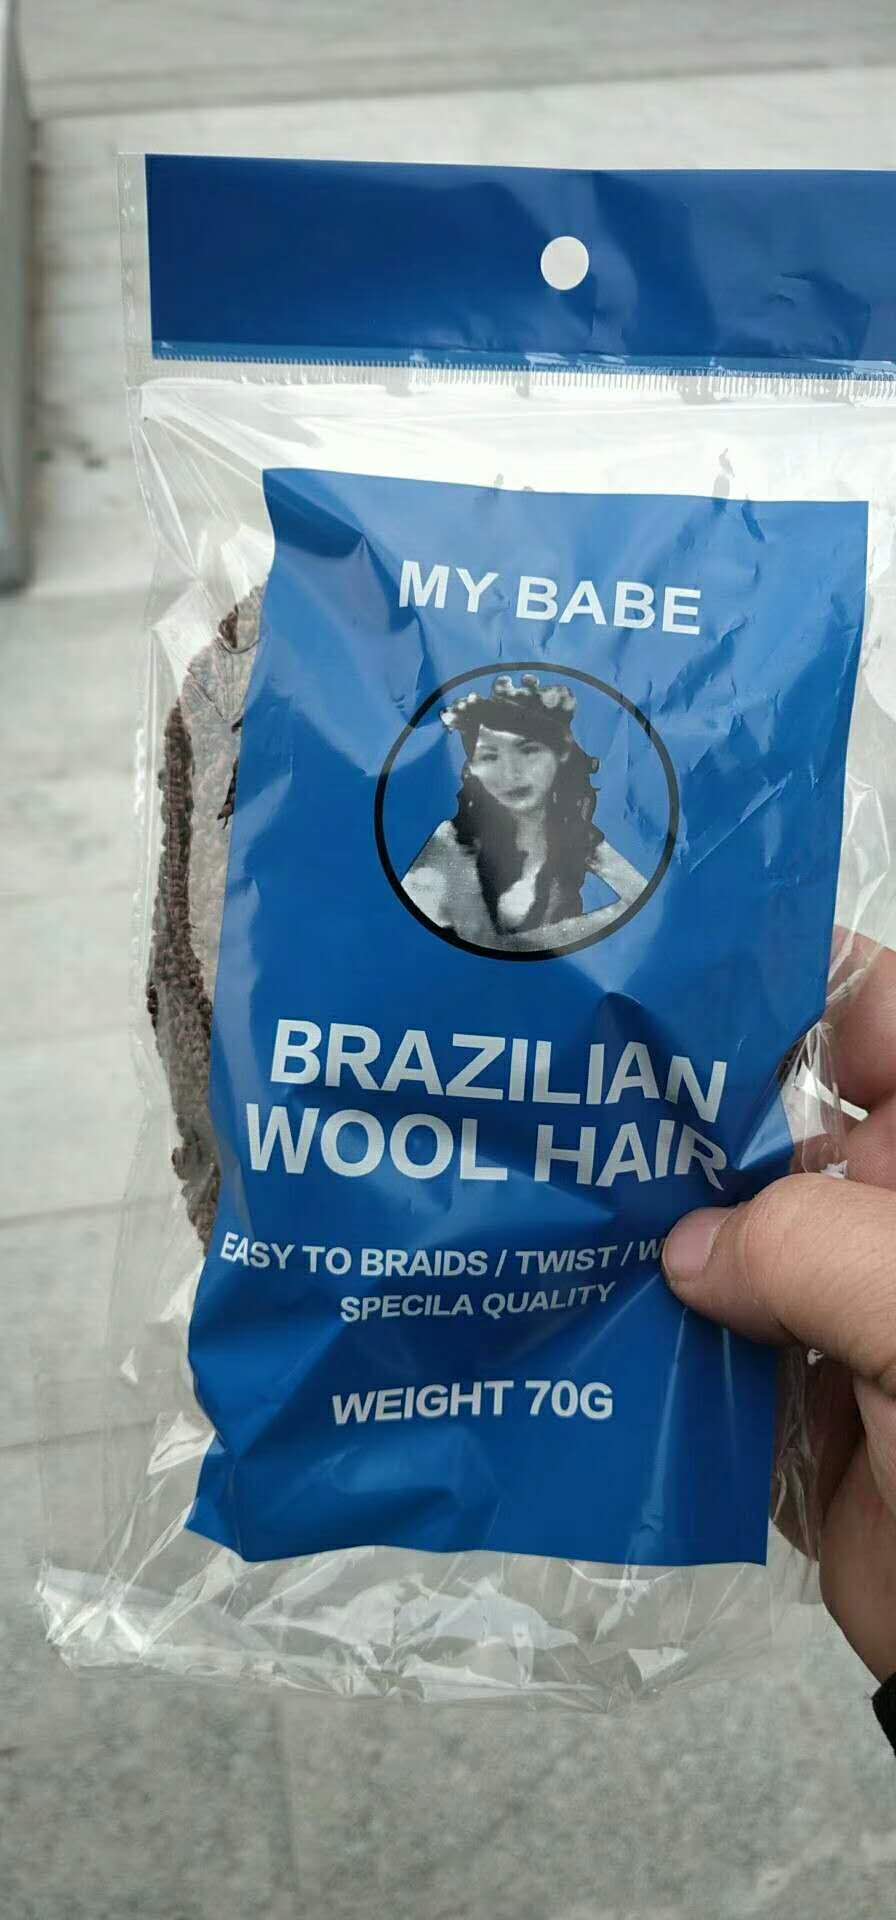 MY BABE
BRAZILIAN
WOOL HAIR
EASY TO BRAIDS / TWIST /
SPECILA QUALITY
WEIGHT 70G